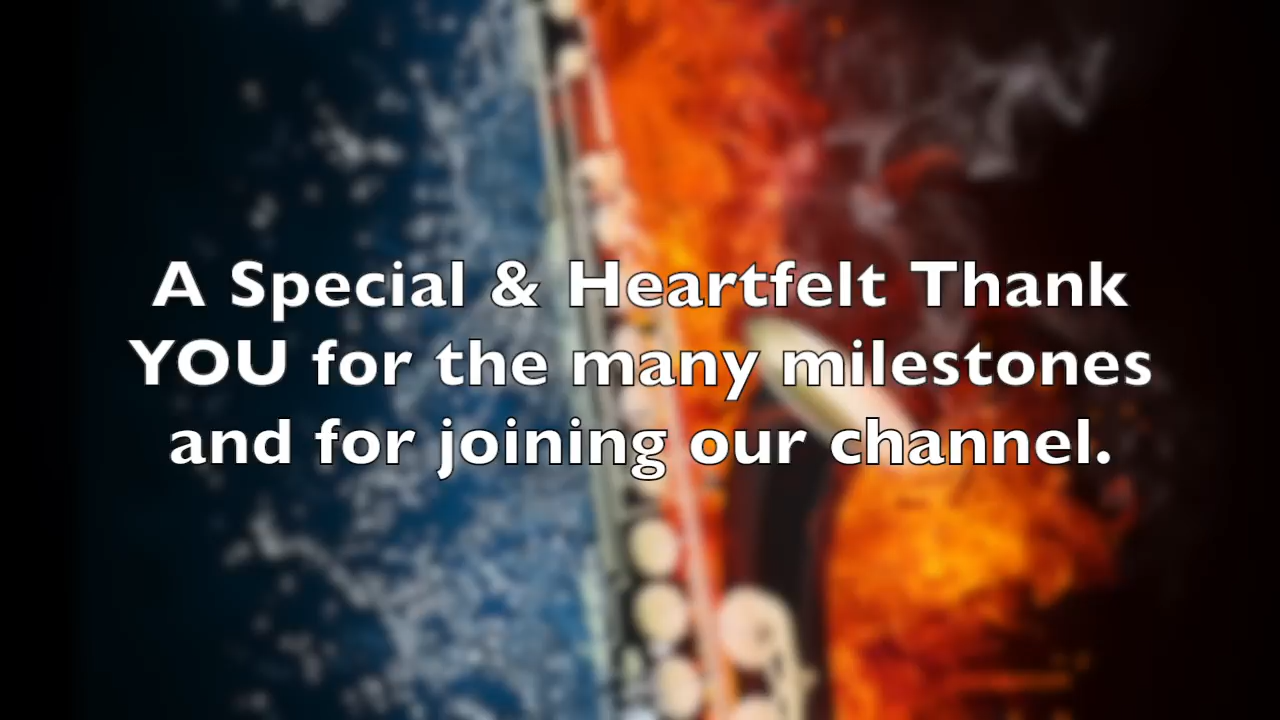 A Special & Heartfelt Thank
YOU for the many milestones
and for joining our channel.